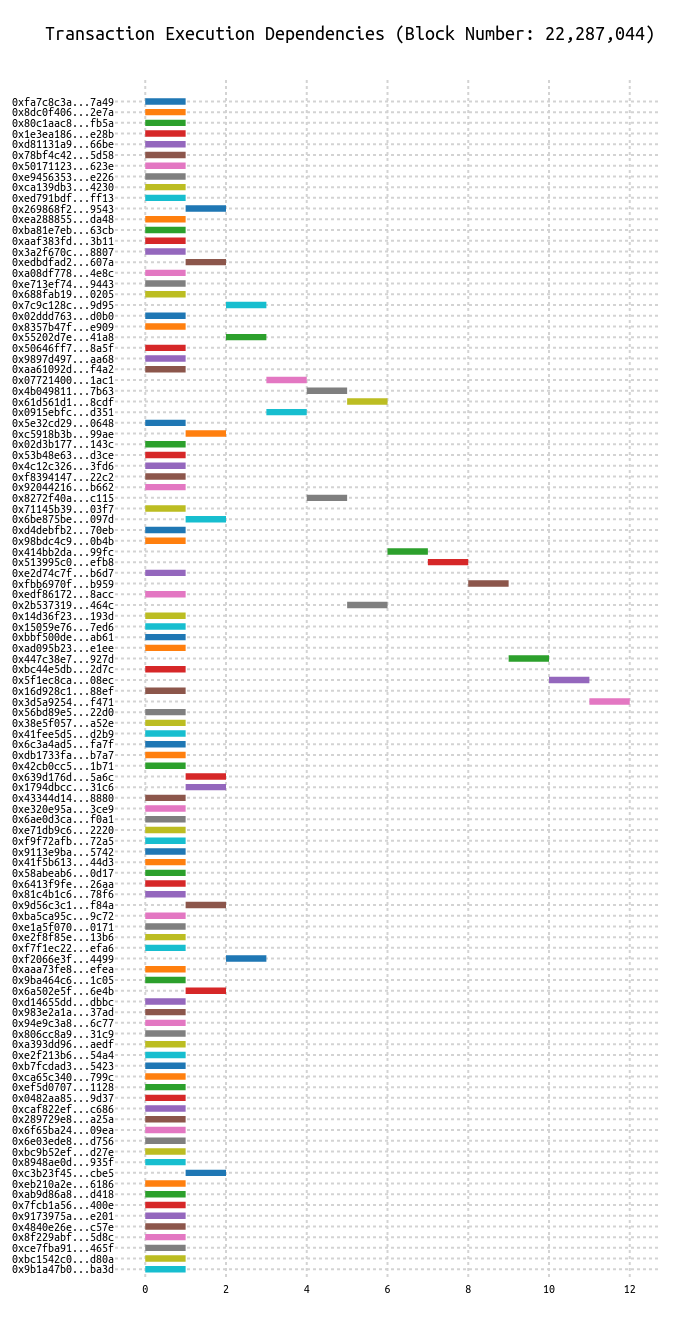 Transaction Execution Dependencies (Block Number: 22,287,044)
0xfa7c8c3a...7a49
0x8dc0f406...2e7a
0x80c1aac8...fb5a
0x1e3ea186...e28b
0xd81131a9...66be
0x78bf4c42...5d58
0x50171123...623e
0xe9456353...e226
0xca139db3...4230
0xed791bdf...ff13
0x269868f2...9543
0xea288855...da48
0xba81e7eb...63cb
0xaaf383fd...3b11
0x3a2f670c...8807
0xedbdfad2...607a
0xa08df778...4e8c
0xe713ef74...9443
0x688fab19...0205
0x7c9c128c...9d95
0x02ddd763...d0b0
0x8357b47f...e909
0x55202d7e...41a8
0x50646ff7...8a5f
0x9897d497...aa68
0xaa61092d...f4a2
0x07721400...1ac1
0x4b049811...7b63
0x61d561d1...8cdf
0x0915ebfc...d351
0x5e32cd29...0648
0xc5918b3b...99ae
0x02d3b177...143c
0x53b48e63...d3ce
0x4c12c326...3fd6
0xf8394147...22c2
0x92044216...b662
0x8272f40a...c115
0x71145b39...03f7
0x6be875be...097d
0xd4debfb2...70eb
0x98bdc4c9...0b4b
0x414bb2da...99fc
0x513995c0...efb8
0xe2d74c7f...b6d7
0xfbb6970f...b959
0xedf86172...8acc
0x2b537319...464c
0x14d36f23...193d
0x15059e76...7ed6
0xbbf500de...ab61
0xad095b23...e1ee
0x447c38e7...927d
0xbc44e5db...2d7c
0x5f1ec8ca...08ec
0x16d928c1...88ef
0x3d5a9254...f471
0x56bd89e5...22d0
0x38e5f057...a52e
0x41fee5d5...d2b9
0x6c3a4ad5...fa7f
0xdb1733fa...b7a7
0x42cb0cc5...1b71
0x639d176d...5a6c
0x1794dbcc...31c6
0x43344d14...8880
0xe320e95a...3ce9
0x6ae0d3ca...f0a1
0xe71db9c6...2220
0xf9f72afb...72a5
0x9113e9ba...5742
0x41f5b613...44d3
0x58abeab6...0d17
0x6413f9fe...26aa
0x81c4b1c6...78f6
0x9d56c3c1...f84a
0xba5ca95c...9c72
0xe1a5f070...0171
0xe2f8f85e...13b6
0xf7f1ec22...efa6
0xf2066e3f...4499
0xaaa73fe8...efea
0x9ba464c6...1c05
0x6a502e5f...6e4b
0xd14655dd...dbbc
0x983e2a1a...37ad
0x94e9c3a8...6c77
0x806cc8a9...31c9
0xa393dd96...aedf
0xe2f213b6...54a4
0xb7fcdad3...5423
0xca65c340...799c
0xef5d0707...1128
0x0482aa85...9d37
0xcaf822ef...c686
0x289729e8...a25a
0x6f65ba24...09ea
0x6e03ede8...d756
0xbc9b52ef...d27e
0x8948ae0d...935f
0xc3b23f45...cbe5
0xeb210a2e...6186
0xab9d86a8...d418
0x7fcb1a56...400e
0x9173975a...e201
0x4840e26e...c57e
0x8f229abf...5d8c
0xce7fba91...465f
0xbc1542c0...d80a
0x9b1a47b0...ba3d
0 2 4 6 8 10 12